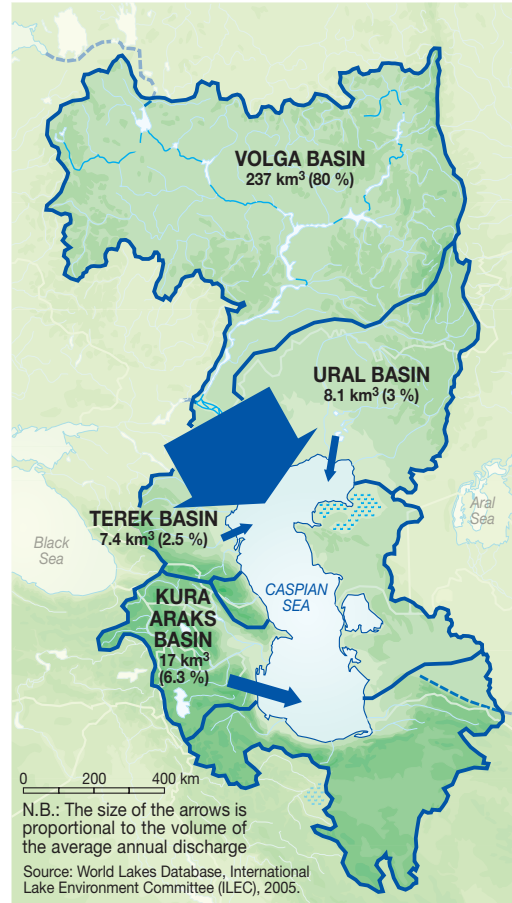 VOLGA BASIN
237 km³ (80 %)
URAL BASIN
8.1 km³ (3 %)
TEREK BASIN
7.4 km³ (2.5 %)
Aral
Sea
Black
Sea
CASPIAN
SEA
KURA
ARAKS
BASIN
17 km³
(6.3 %)
0 200 400 km
N.B.: The size of the arrows is
proportional to the volume of
the average annual discharge
Source: World Lakes Database, International
Lake Environment Committee (ILEC), 2005.